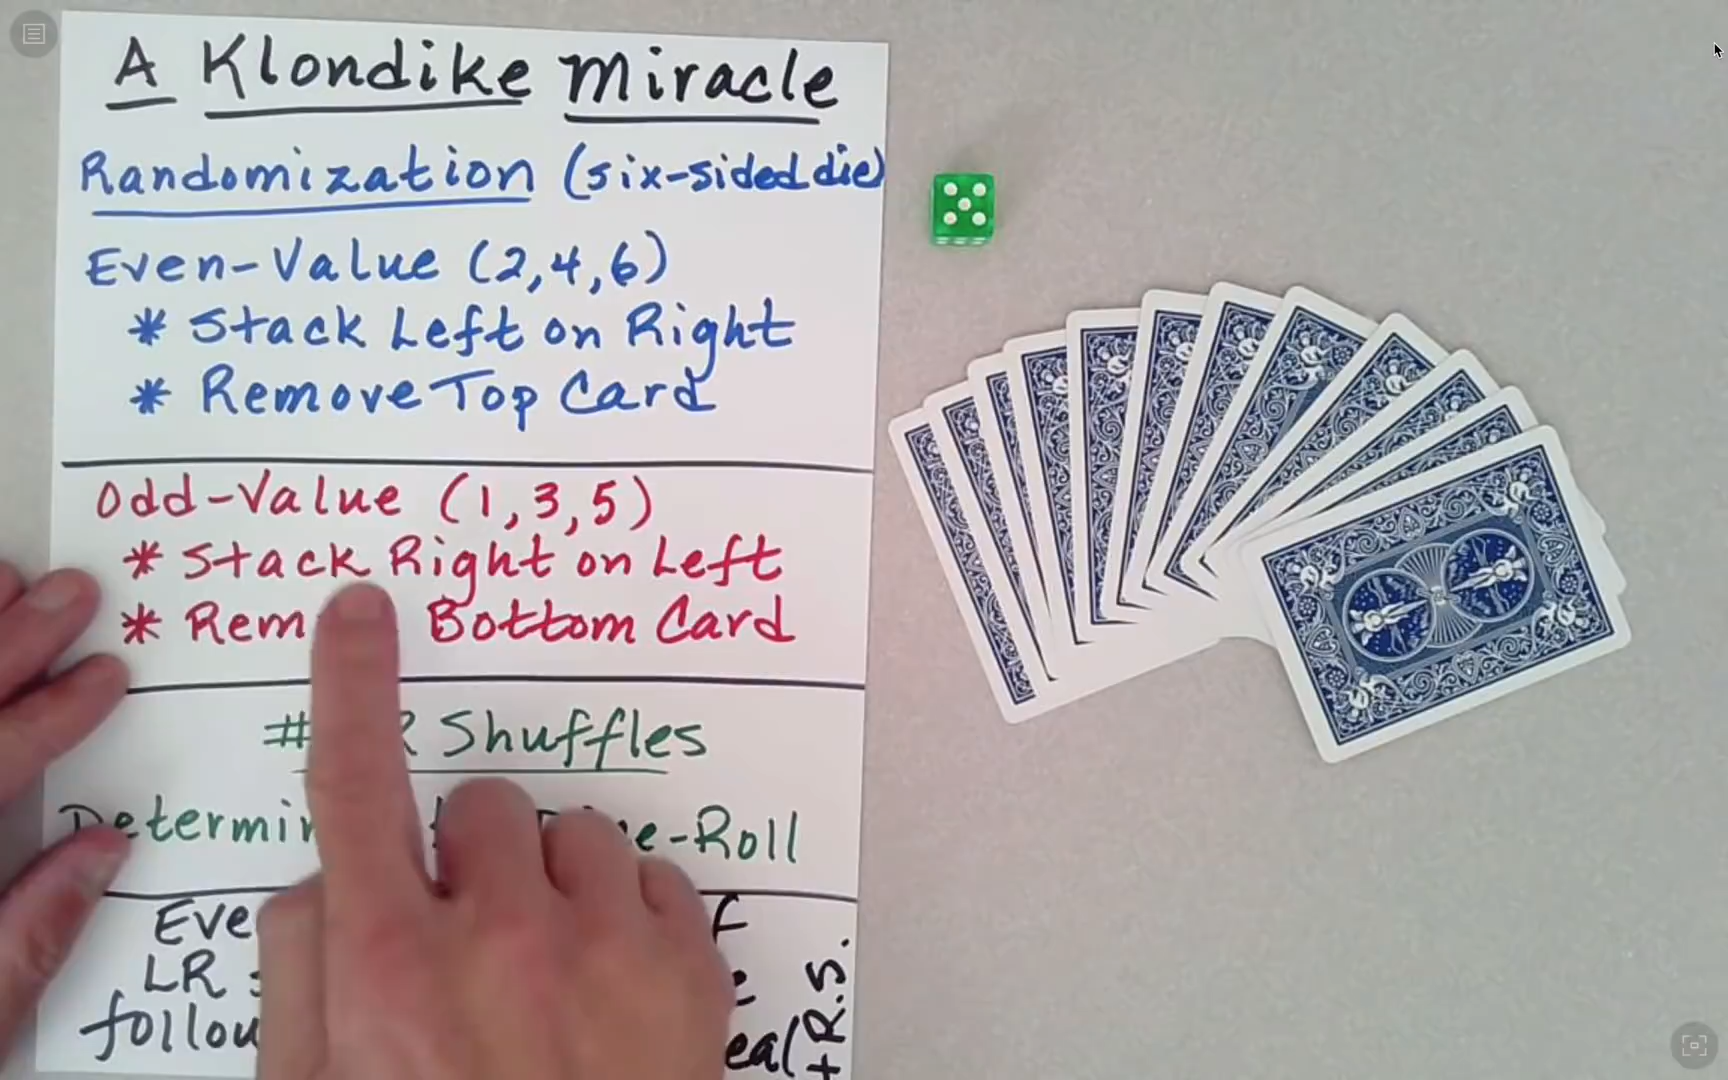 A Klondike Miracle
Randomization (six-sided die)
Even-Value (2,4,6)
* Stack Left on Right
* Remove Top Card
Odd-Value (1,3,5)
* Stack Right on Left
* Rem Bottom Card
# R Shuffles
Determin e-Roll
Eve f
LR
follow eal
+R.S.